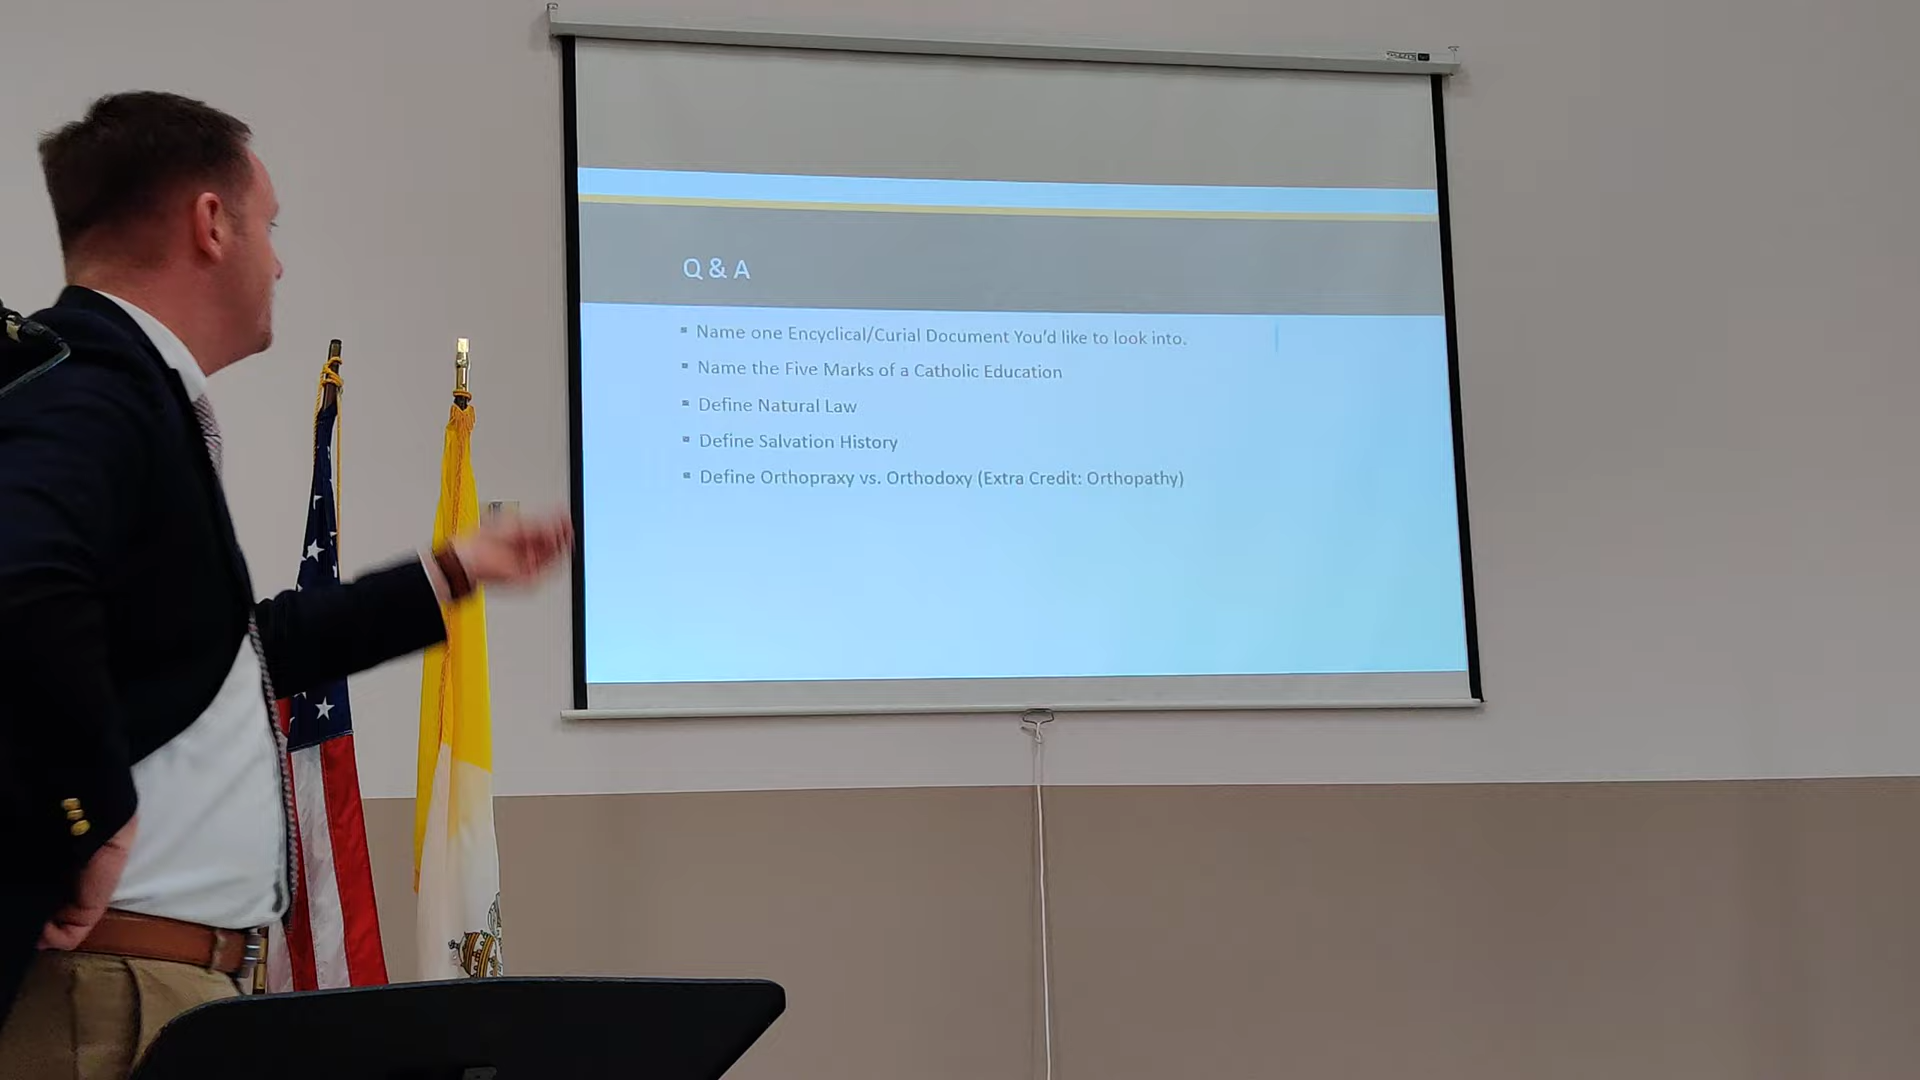 Q & A
Name one Encyclical/Curial Document You'd like to look into.
Name the Five Marks of a Catholic Education
Define Natural Law
Define Salvation History
Define Orthopraxy vs. Orthodoxy (Extra Credit: Orthopathy)